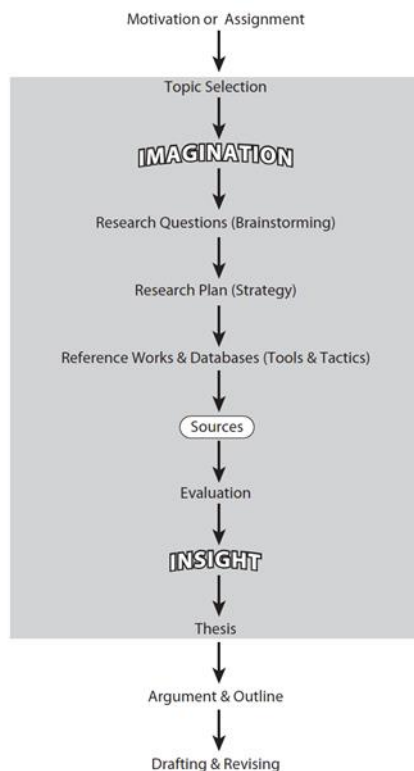 Motivation or Assignment
Topic Selection
IMAGINATION
Research Questions (Brainstorming)
Research Plan (Strategy)
Reference Works & Databases (Tools & Tactics)
Sources
Evaluation
INSIGHT
Thesis
Argument & Outline
Drafting & Revising